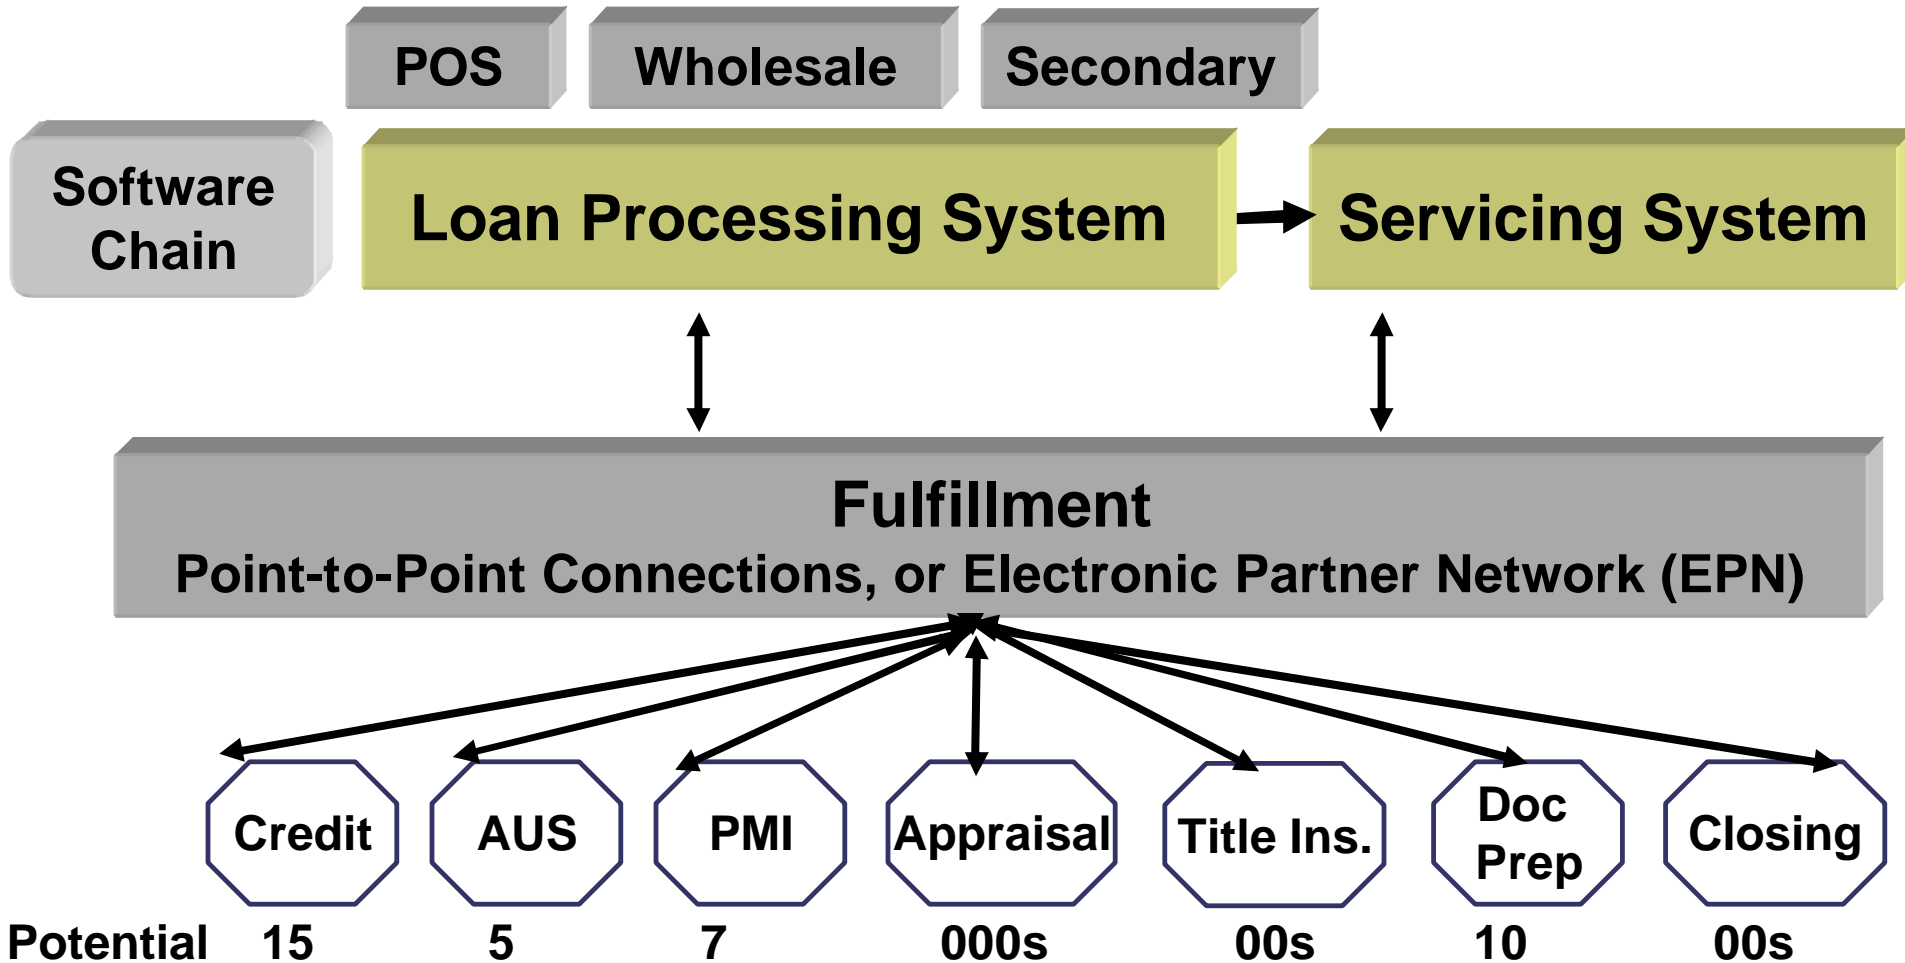 POS
Wholesale
Secondary
Software
Chain
Loan Processing System
Servicing System
Fulfillment
Point-to-Point Connections, or Electronic Partner Network (EPN)
Credit
AUS
PMI
Appraisal
Title Ins.
Doc
Prep
Closing
Potential 15 5 7 000s 00s 10 00s